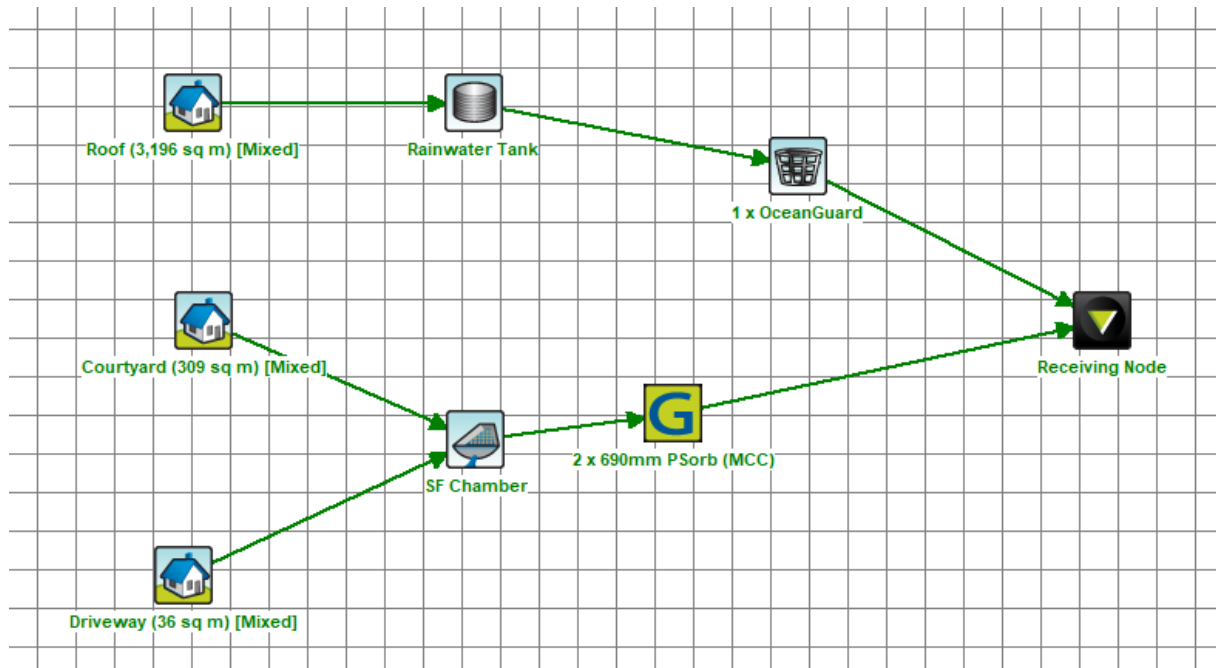 Roof (3,196 sq m) [Mixed]
Rainwater Tank
1 x OceanGuard
Courtyard (309 sq m) [Mixed]
Receiving Node
G
2 x 690mm PSorb (MCC)
SF Chamber
Driveway (36 sq m) [Mixed]